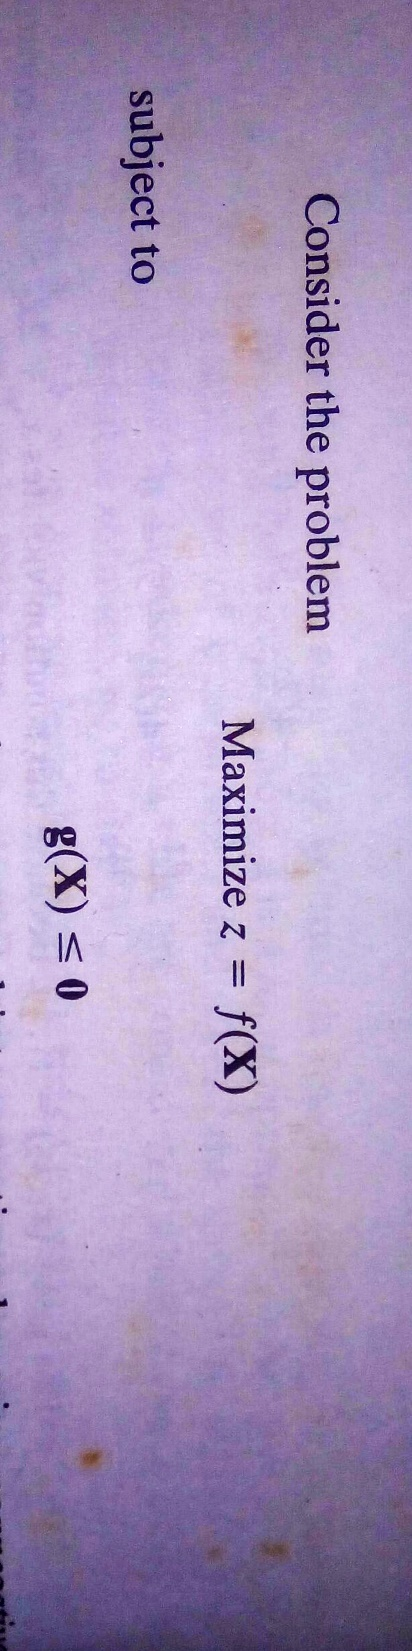 Consider the problem
Maximize z = f(X)
subject to
g(X) ≤ 0